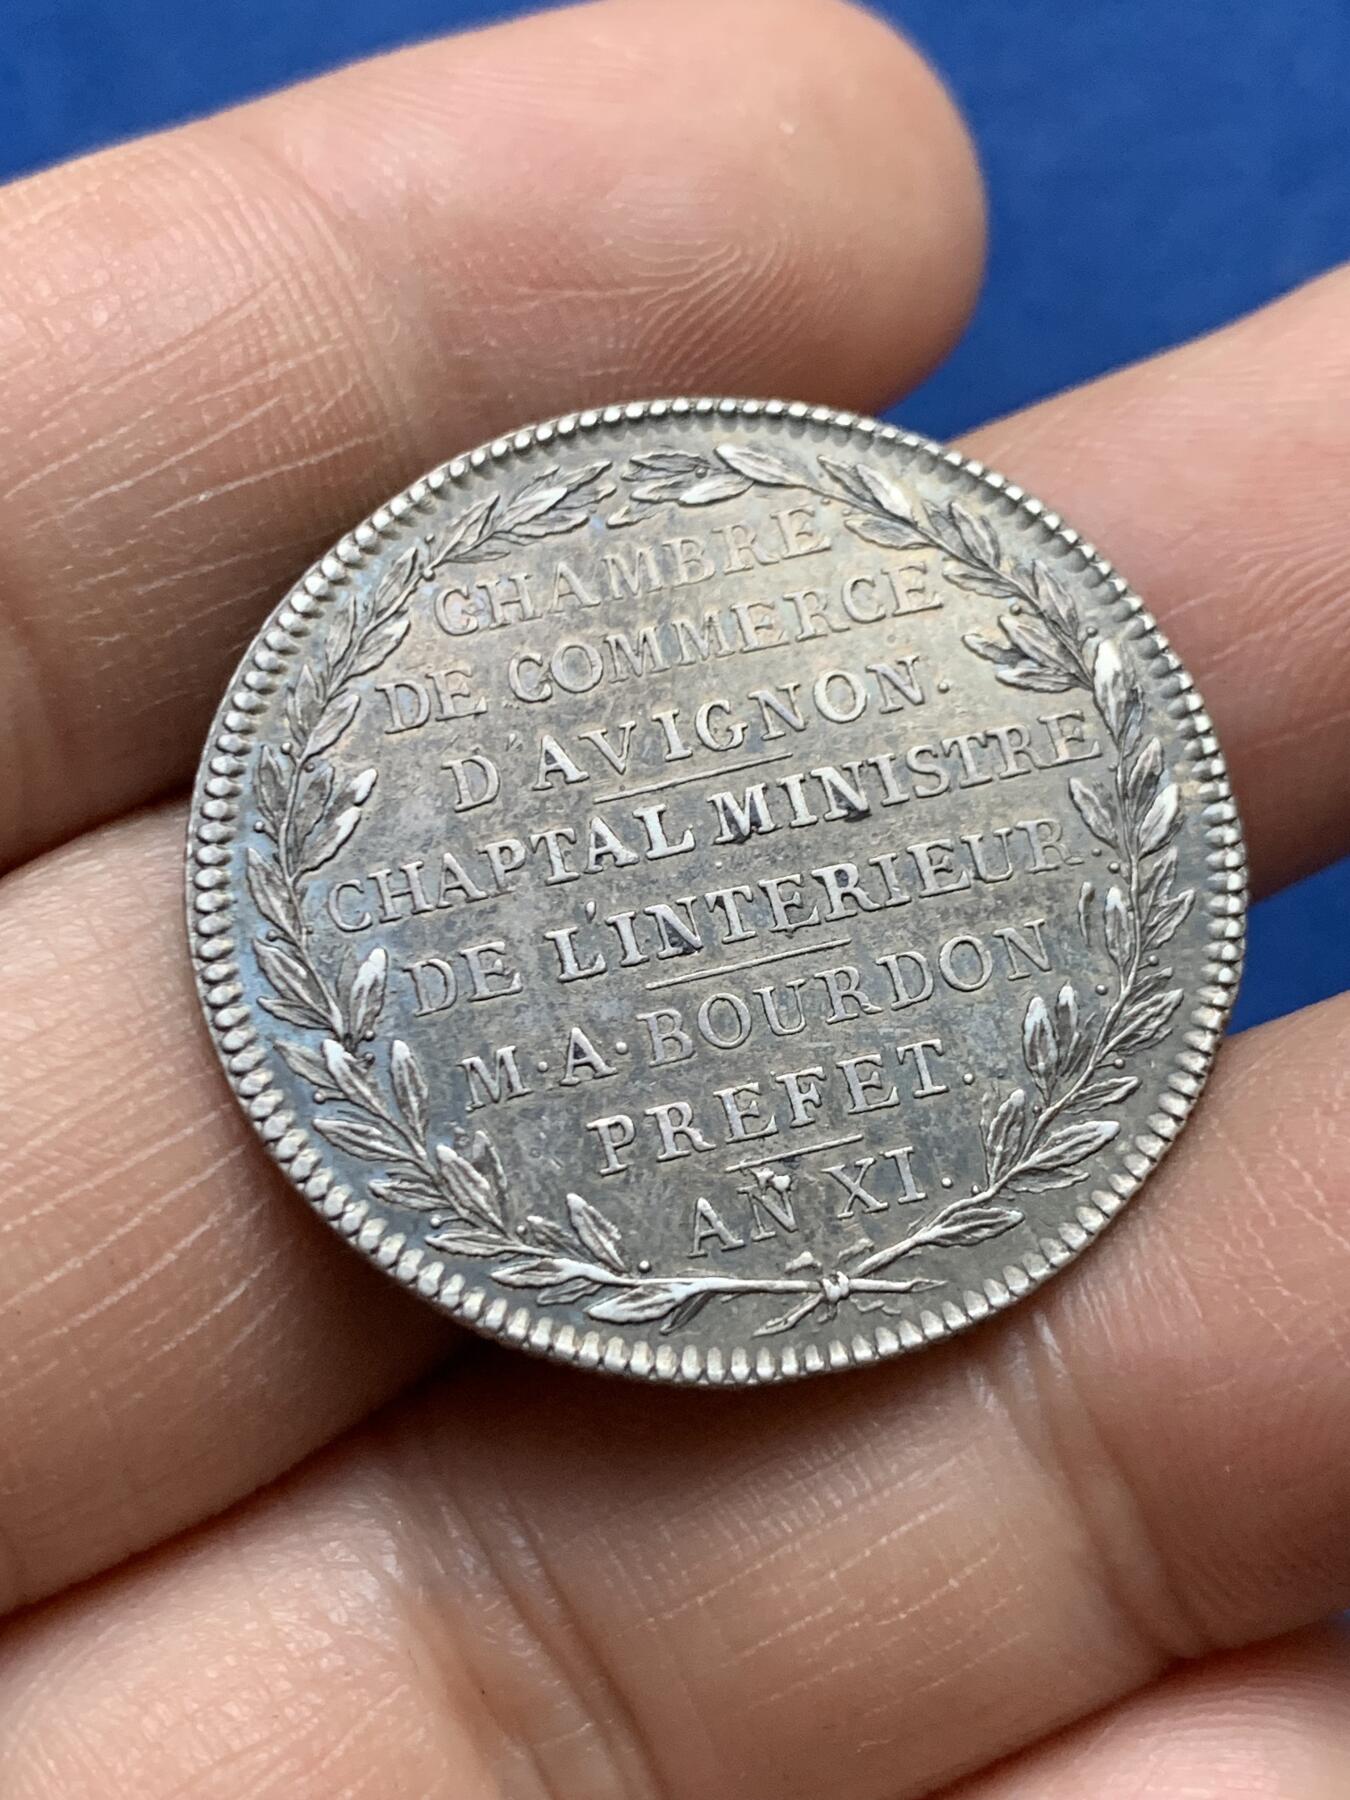 CHAMBRE
DE COMMERCE
D'AVIGNON.
CHAPTAL MINISTRE
DE L'INTERIEUR.
M·A·BOURDON
PREFET.
AN XI.